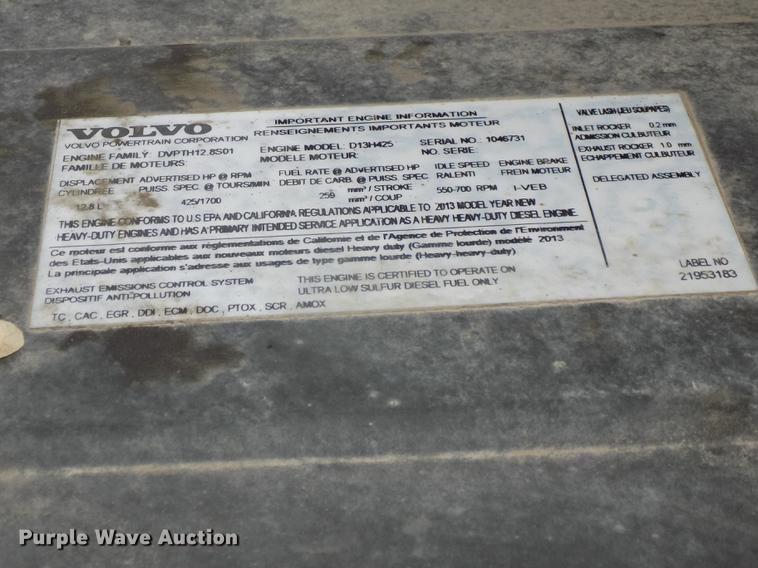 VOLVO
VOLVO POWERTRAIN CORPORATION
IMPORTANT ENGINE INFORMATION
RENSEIGNEMENTS IMPORTANTS MOTEUR
ENGINE FAMILY: DVPTH12.8S01
FAMILLE DE MOTEURS:
ENGINE MODEL: D13H425
MODELE MOTEUR:
SERIAL NO.: 1046731
NO. SERIE.
DISPLACEMENT
CYLINDREE
12.8 L
ADVERTISED HP @ RPM
PUISS. SPEC @ TOURS/MIN.
425/1700
FUEL RATE @ ADVERTISED HP
DEBIT DE CARB @ PUISS. SPEC
259 mm³ / STROKE
mm³ / COUP
IDLE SPEED
RALENTI
550-700 RPM
ENGINE BRAKE
FREIN MOTEUR
I-VEB
THIS ENGINE CONFORMS TO U.S EPA AND CALIFORNIA REGULATIONS APPLICABLE TO 2013 MODEL YEAR NEW
HEAVY-DUTY ENGINES AND HAS A PRIMARY INTENDED SERVICE APPLICATION AS A HEAVY HEAVY-DUTY DIESEL ENGINE
Ce moteur est conforme aux réglementations de Californie et de l'Agence de Protection de l'Environment
des Etats-Unis applicables aux nouveaux moteurs diesel Heavy duty (Gamme lourde) modèle 2013
La principale application s'adresse aux usages de type gamme lourde (Heavy-heavy-duty)
EXHAUST EMISSIONS CONTROL SYSTEM
DISPOSITIF ANTI-POLLUTION
THIS ENGINE IS CERTIFIED TO OPERATE ON
ULTRA LOW SULFUR DIESEL FUEL ONLY
TC , CAC , EGR , DDI , ECM , DOC , PTOX , SCR , AMOX
VALVE LASH (JEU SOUPAPES)
INLET ROCKER 0.2 mm
ADMISSION CULBUTEUR
EXHAUST ROCKER 1.0 mm
ECHAPPEMENT CULBUTEUR
DELEGATED ASSEMBLY
LABEL NO
21953183
Purple Wave Auction